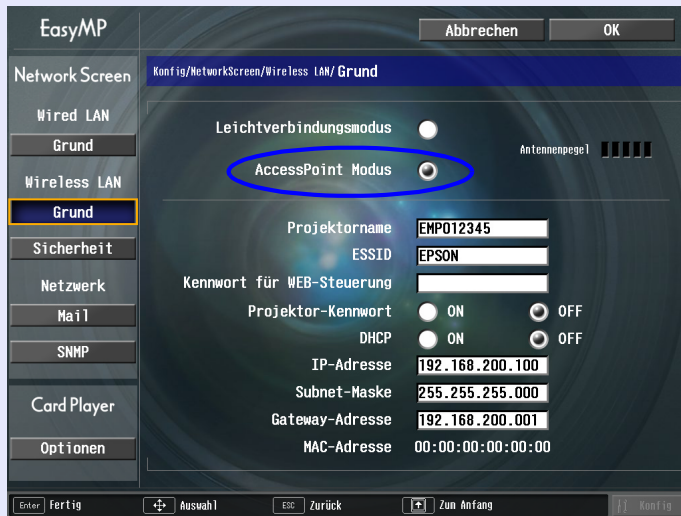 EasyMP
Abbrechen
OK
Network Screen
Konfig/NetworkScreen/Wireless LAN/ Grund
Wired LAN
Grund
Wireless LAN
Grund
Sicherheit
Netzwerk
Mail
SNMP
Card Player
Optionen
Leichtverbindungsmodus
Antennenpegel
AccessPoint Modus
Projektorname EMP012345
ESSID EPSON
Kennwort für WEB-Steuerung
Projektor-Kennwort ON OFF
DHCP ON OFF
IP-Adresse 192.168.200.100
Subnet-Maske 255.255.255.000
Gateway-Adresse 192.168.200.001
MAC-Adresse 00:00:00:00:00:00
Enter Fertig Auswahl ESC Zurück Zum Anfang Konfig